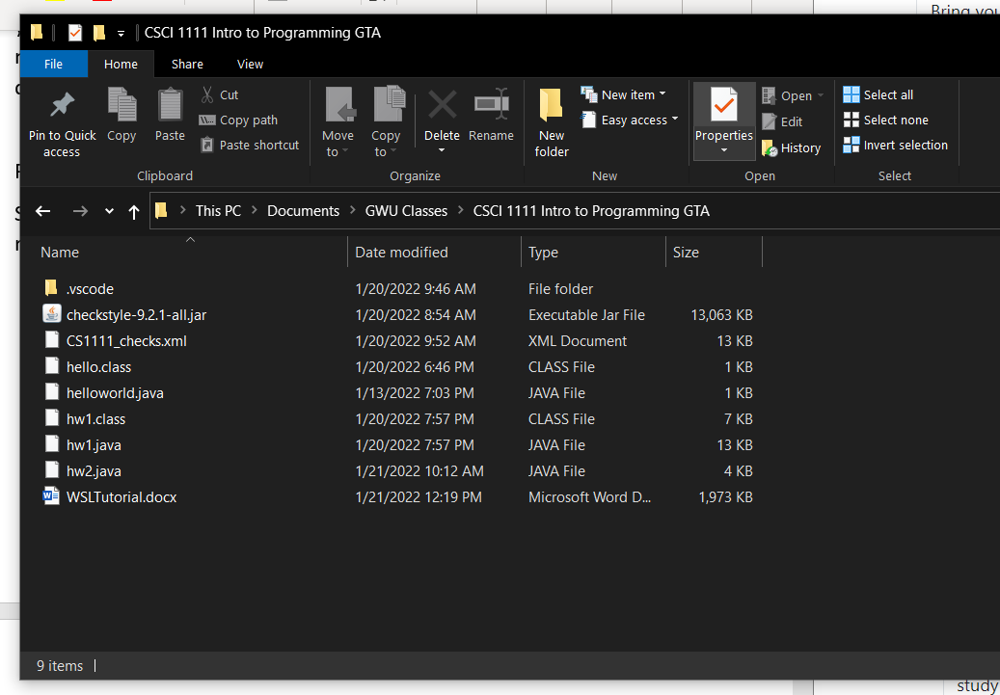 Bring you
CSCI 1111 Intro to Programming GTA
File Home Share View
Pin to Quick access
Copy
Paste
Cut
Copy path
Paste shortcut
Clipboard
Move to
Copy to
Delete
Rename
Organize
New folder
New item
Easy access
New
Properties
Open
Edit
History
Open
Select all
Select none
Invert selection
Select
This PC > Documents > GWU Classes > CSCI 1111 Intro to Programming GTA
Name Date modified Type Size
.vscode 1/20/2022 9:46 AM File folder
checkstyle-9.2.1-all.jar 1/20/2022 8:54 AM Executable Jar File 13,063 KB
CS1111_checks.xml 1/20/2022 9:52 AM XML Document 13 KB
hello.class 1/20/2022 6:46 PM CLASS File 1 KB
helloworld.java 1/13/2022 7:03 PM JAVA File 1 KB
hw1.class 1/20/2022 7:57 PM CLASS File 7 KB
hw1.java 1/20/2022 7:57 PM JAVA File 13 KB
hw2.java 1/21/2022 10:12 AM JAVA File 4 KB
WSLTutorial.docx 1/21/2022 12:19 PM Microsoft Word D... 1,973 KB
9 items
study